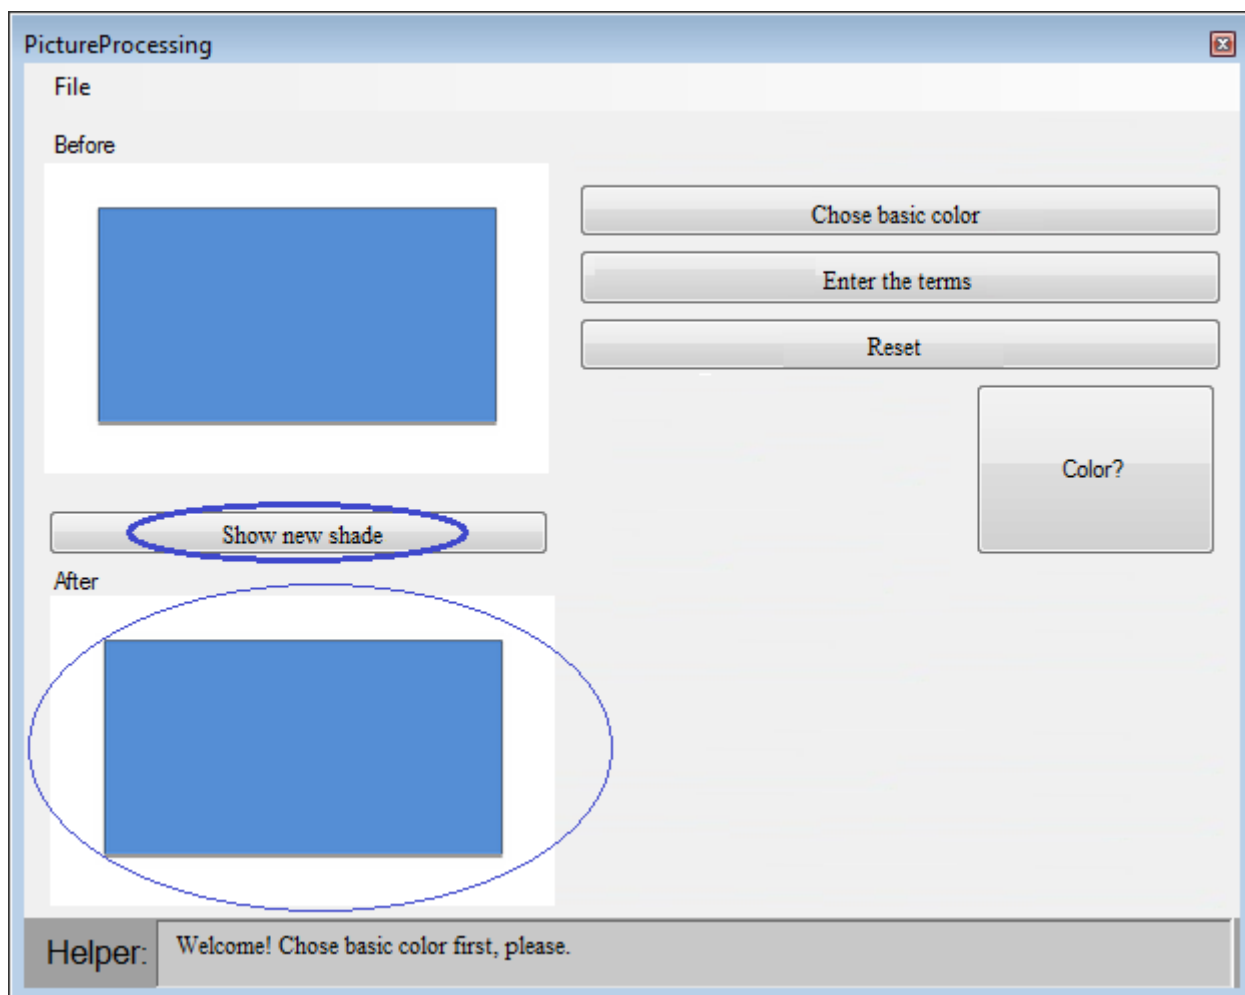 PictureProcessing
File
Before
Chose basic color
Enter the terms
Reset
Color?
Show new shade
After
Helper:
Welcome! Chose basic color first, please.